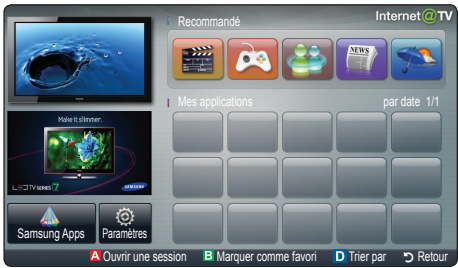 Internet@TV
Recommandé
NEWS
Mes applications
par date 1/1
Make it slimmer.
LED TV SERIES 7
SAMSUNG
Samsung Apps
Paramètres
A Ouvrir une session
B Marquer comme favori
D Trier par
Retour